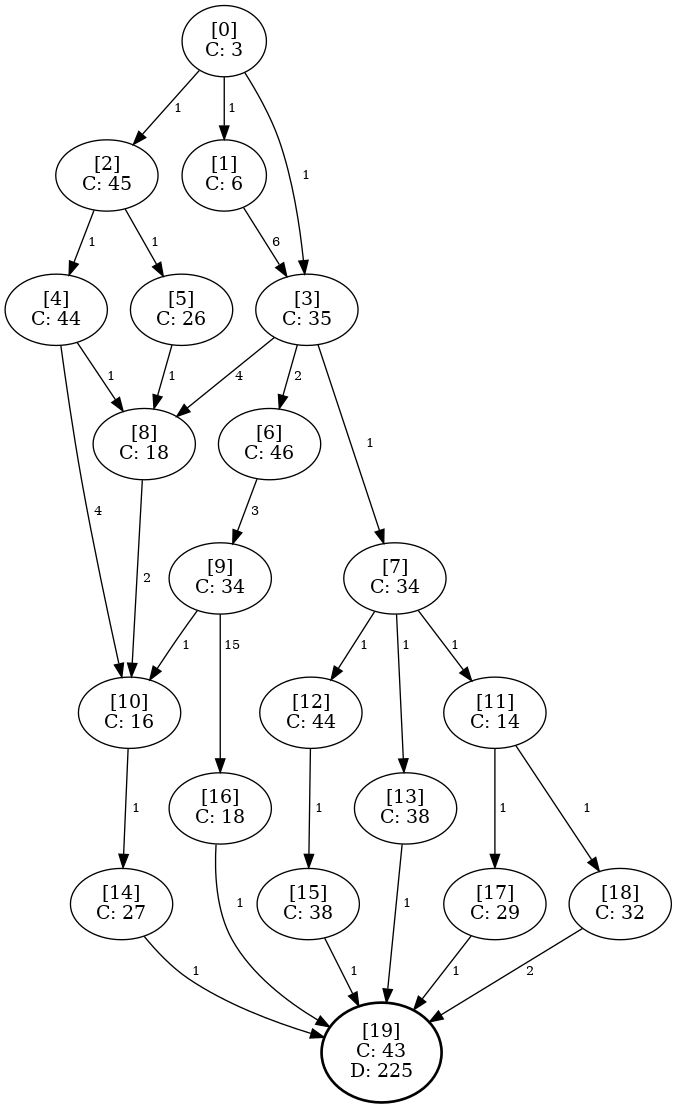 [0]
C: 3
1
1
1
[2]
C: 45
[1]
C: 6
1
1
6
[4]
C: 44
[5]
C: 26
[3]
C: 35
1
1
4
2
1
[8]
C: 18
[6]
C: 46
4
2
3
[9]
C: 34
[7]
C: 34
1
15
1
1
1
[10]
C: 16
[12]
C: 44
[11]
C: 14
1
[16]
C: 18
1
[13]
C: 38
1
1
[14]
C: 27
1
[15]
C: 38
1
[17]
C: 29
[18]
C: 32
1
1
1
2
[19]
C: 43
D: 225